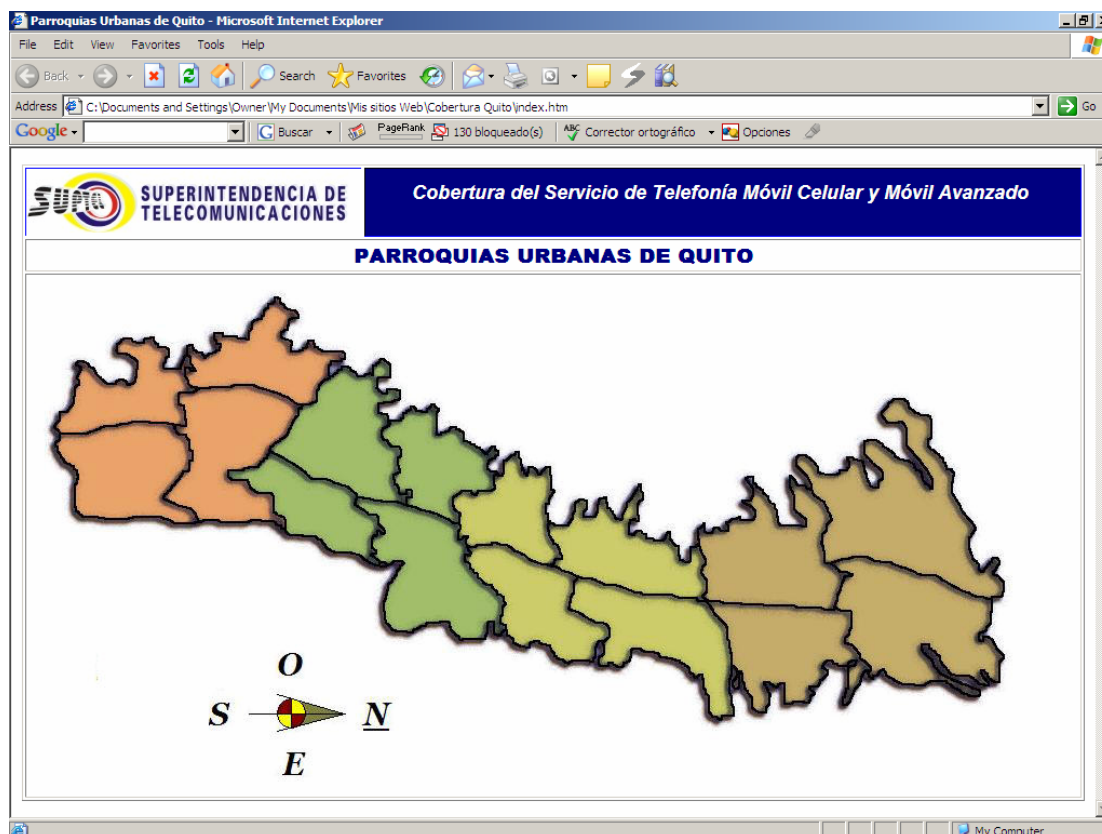 Parroquias Urbanas de Quito - Microsoft Internet Explorer
File Edit View Favorites Tools Help
Back Search Favorites
Address C:\Documents and Settings\Owner\My Documents\Mis sitios Web\Cobertura Quito\index.htm Go
Google Buscar PageRank 130 bloqueado(s) ABC Corrector ortográfico Opciones
SUPERINTENDENCIA DE
TELECOMUNICACIONES
Cobertura del Servicio de Telefonía Móvil Celular y Móvil Avanzado
PARROQUIAS URBANAS DE QUITO
O
S N
E
My Computer